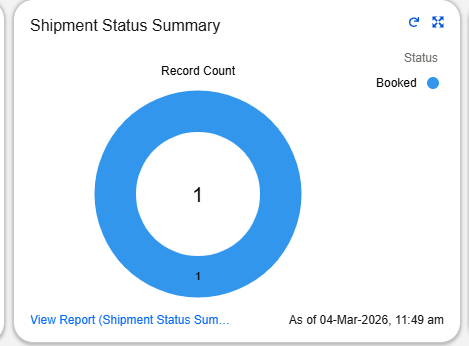 Shipment Status Summary
Status
Record Count
Booked
1
1
View Report (Shipment Status Sum…
As of 04-Mar-2026, 11:49 am